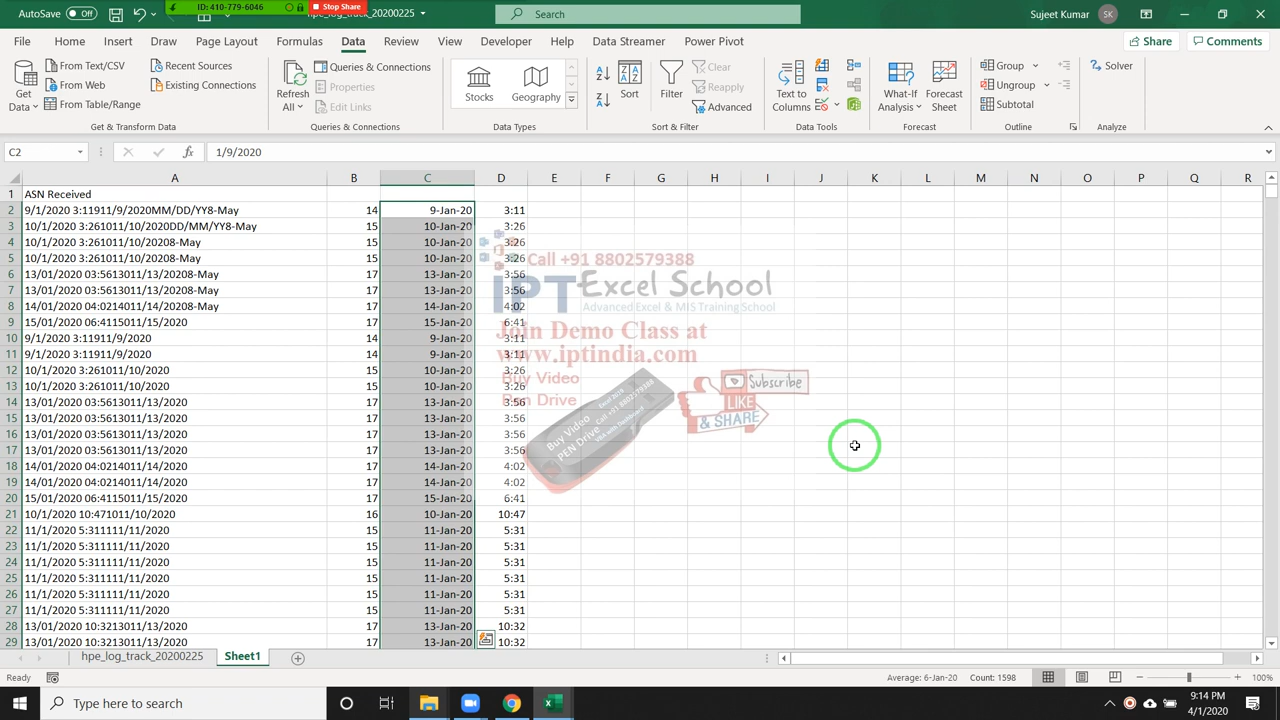 ID: 410-779-6046
Stop Share
AutoSave Off
hpe_log_track_20200225
Search
Sujeet Kumar
SK
File Home Insert Draw Page Layout Formulas Data Review View Developer Help Data Streamer Power Pivot
Share
Comments
Get Data
From Text/CSV
From Web
From Table/Range
Recent Sources
Existing Connections
Get & Transform Data
Refresh All
Queries & Connections
Properties
Edit Links
Queries & Connections
Stocks
Geography
Data Types
Sort
Filter
Clear
Reapply
Advanced
Sort & Filter
Text to Columns
Data Tools
What-If Analysis
Forecast Sheet
Forecast
Group
Ungroup
Subtotal
Outline
Solver
Analyze
C2
fx
1/9/2020
A B C D E F G H I J K L M N O P Q R
1 ASN Received
2 9/1/2020 3:11911/9/2020MM/DD/YY8-May 14 9-Jan-20 3:11
3 10/1/2020 3:261011/10/2020DD/MM/YY8-May 15 10-Jan-20 3:26
4 10/1/2020 3:261011/10/20208-May 15 10-Jan-20 3:26
5 10/1/2020 3:261011/10/20208-May 15 10-Jan-20 3:26
6 13/01/2020 03:5613011/13/20208-May 17 13-Jan-20 3:56
7 13/01/2020 03:5613011/13/20208-May 17 13-Jan-20 3:56
8 14/01/2020 04:0214011/14/20208-May 17 14-Jan-20 4:02
9 15/01/2020 06:4115011/15/2020 17 15-Jan-20 6:41
10 9/1/2020 3:11911/9/2020 14 9-Jan-20 3:11
11 9/1/2020 3:11911/9/2020 14 9-Jan-20 3:11
12 10/1/2020 3:261011/10/2020 15 10-Jan-20 3:26
13 10/1/2020 3:261011/10/2020 15 10-Jan-20 3:26
14 13/01/2020 03:5613011/13/2020 17 13-Jan-20 3:56
15 13/01/2020 03:5613011/13/2020 17 13-Jan-20 3:56
16 13/01/2020 03:5613011/13/2020 17 13-Jan-20 3:56
17 13/01/2020 03:5613011/13/2020 17 13-Jan-20 3:56
18 14/01/2020 04:0214011/14/2020 17 14-Jan-20 4:02
19 14/01/2020 04:0214011/14/2020 17 14-Jan-20 4:02
20 15/01/2020 06:4115011/15/2020 17 15-Jan-20 6:41
21 10/1/2020 10:471011/10/2020 16 10-Jan-20 10:47
22 11/1/2020 5:311111/11/2020 15 11-Jan-20 5:31
23 11/1/2020 5:311111/11/2020 15 11-Jan-20 5:31
24 11/1/2020 5:311111/11/2020 15 11-Jan-20 5:31
25 11/1/2020 5:311111/11/2020 15 11-Jan-20 5:31
26 11/1/2020 5:311111/11/2020 15 11-Jan-20 5:31
27 11/1/2020 5:311111/11/2020 15 11-Jan-20 5:31
28 13/01/2020 10:3213011/13/2020 17 13-Jan-20 10:32
29 13/01/2020 10:3213011/13/2020 17 13-Jan-20 10:32
Call +91 8802579388
iPT Excel School
Advanced Excel & MIS Training School
Join Demo Class at
www.iptindia.com
Buy Video
Pen Drive
Buy Video
PEN Drive
Call +91 8802579388
Subscribe
LIKE
& SHARE
hpe_log_track_20200225
Sheet1
Ready
Average: 6-Jan-20 Count: 1598
100%
Type here to search
9:14 PM
4/1/2020